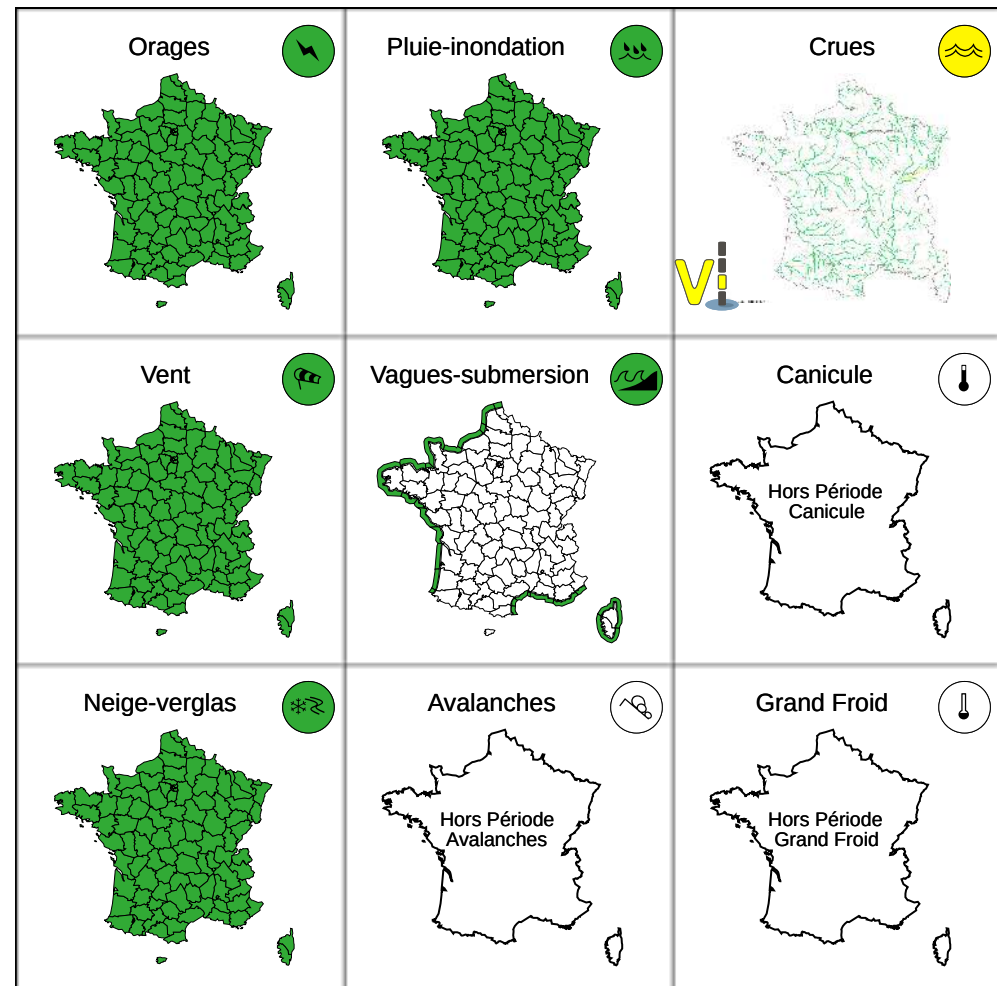 Orages
Pluie-inondation
Crues
Vi
Vent
Vagues-submersion
Canicule
Hors Période
Canicule
Neige-verglas
Avalanches
Hors Période
Avalanches
Grand Froid
Hors Période
Grand Froid